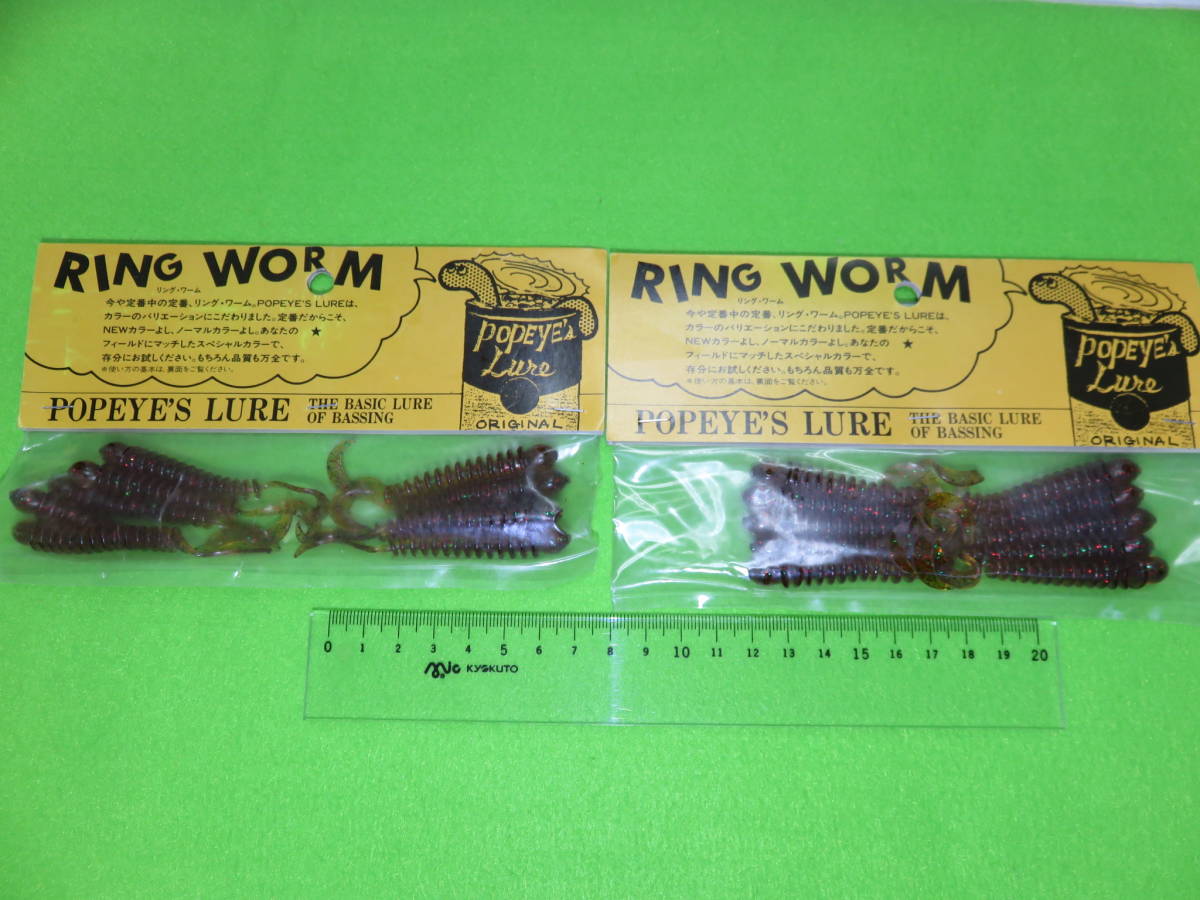 RING WORM
リング・ワーム
今や定番中の定番、リング・ワーム。POPEYE'S LUREは、
カラーのバリエーションにこだわりました。定番だからこそ、
NEWカラーよし、ノーマルカラーよし。あなたの ★
フィールドにマッチしたスペシャルカラーで、
存分にお試しください。もちろん品質も万全です。
※使い方の基本は、裏面をご覧ください。
POPEYE'S LURE
THE BASIC LURE
OF BASSING
POPEYE'S
Lure
ORIGINAL
RING WORM
リング・ワーム
今や定番中の定番、リング・ワーム。POPEYE'S LUREは、
カラーのバリエーションにこだわりました。定番だからこそ、
NEWカラーよし、ノーマルカラーよし。あなたの ★
フィールドにマッチしたスペシャルカラーで、
存分にお試しください。もちろん品質も万全です。
※使い方の基本は、裏面をご覧ください。
POPEYE'S LURE
THE BASIC LURE
OF BASSING
POPEYE'S
Lure
ORIGINAL
0 1 2 3 4 5 6 7 8 9 10 11 12 13 14 15 16 17 18 19 20
KYOKUTO